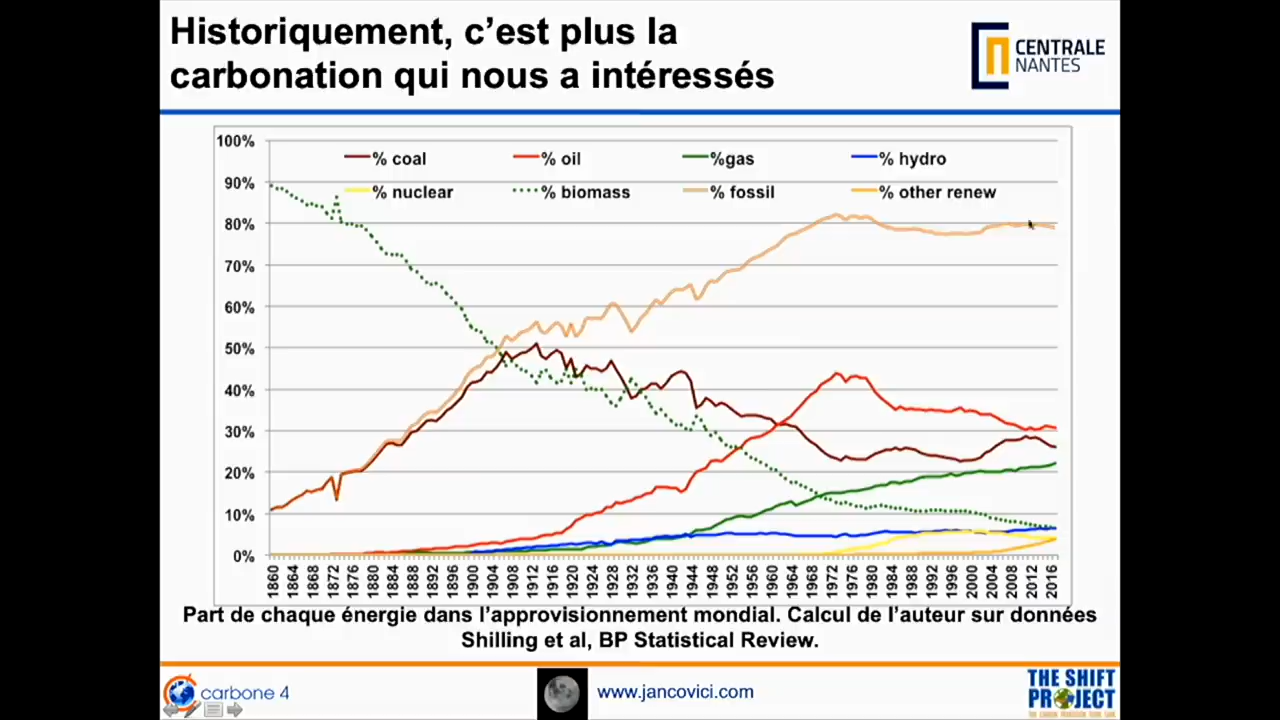 Historiquement, c’est plus la
carbonation qui nous a intéressés
CENTRALE
NANTES
100%
90%
80%
70%
60%
50%
40%
30%
20%
10%
0%
% coal
% oil
%gas
% hydro
% nuclear
% biomass
% fossil
% other renew
1860
1864
1868
1872
1876
1880
1884
1888
1892
1896
1900
1904
1908
1912
1916
1920
1924
1928
1932
1936
1940
1944
1948
1952
1956
1960
1964
1968
1972
1976
1980
1984
1988
1992
1996
2000
2004
2008
2012
2016
Part de chaque énergie dans l’approvisionnement mondial. Calcul de l’auteur sur données
Shilling et al, BP Statistical Review.
carbone 4
www.jancovici.com
THE SHIFT
PROJECT